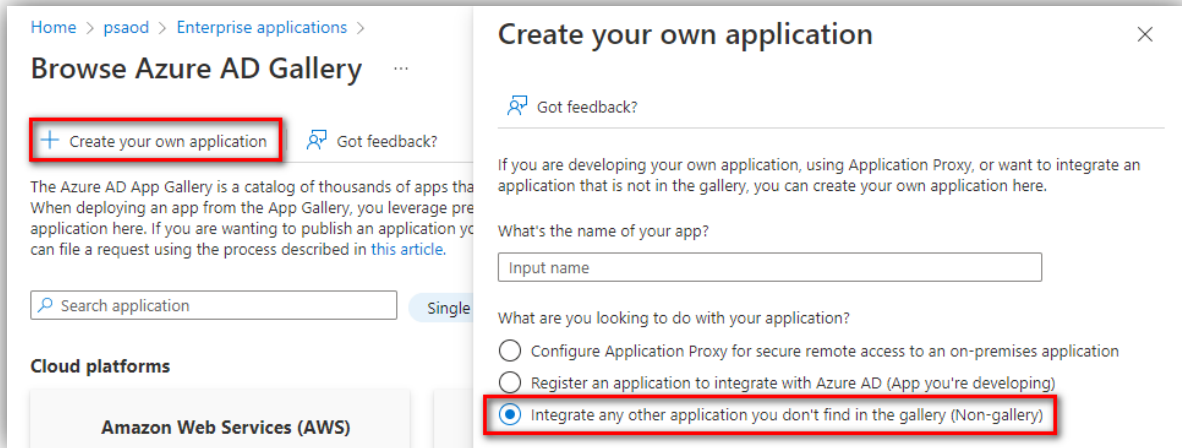 Home > psaod > Enterprise applications >
Browse Azure AD Gallery ...
+ Create your own application
Got feedback?
The Azure AD App Gallery is a catalog of thousands of apps tha
When deploying an app from the App Gallery, you leverage pre
application here. If you are wanting to publish an application yo
can file a request using the process described in this article.
Search application
Single
Cloud platforms
Amazon Web Services (AWS)
Create your own application
Got feedback?
If you are developing your own application, using Application Proxy, or want to integrate an
application that is not in the gallery, you can create your own application here.
What's the name of your app?
Input name
What are you looking to do with your application?
Configure Application Proxy for secure remote access to an on-premises application
Register an application to integrate with Azure AD (App you're developing)
Integrate any other application you don't find in the gallery (Non-gallery)